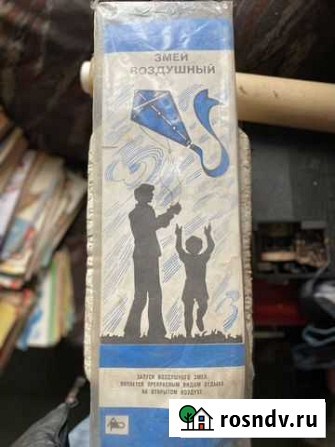 ЗМЕЙ
ВОЗДУШНЫЙ
ЗАПУСК ВОЗДУШНОГО ЗМЕЯ
ЯВЛЯЕТСЯ ПРЕКРАСНЫМ ВИДОМ ОТДЫХА
НА ОТКРЫТОМ ВОЗДУХЕ
rosndv.ru